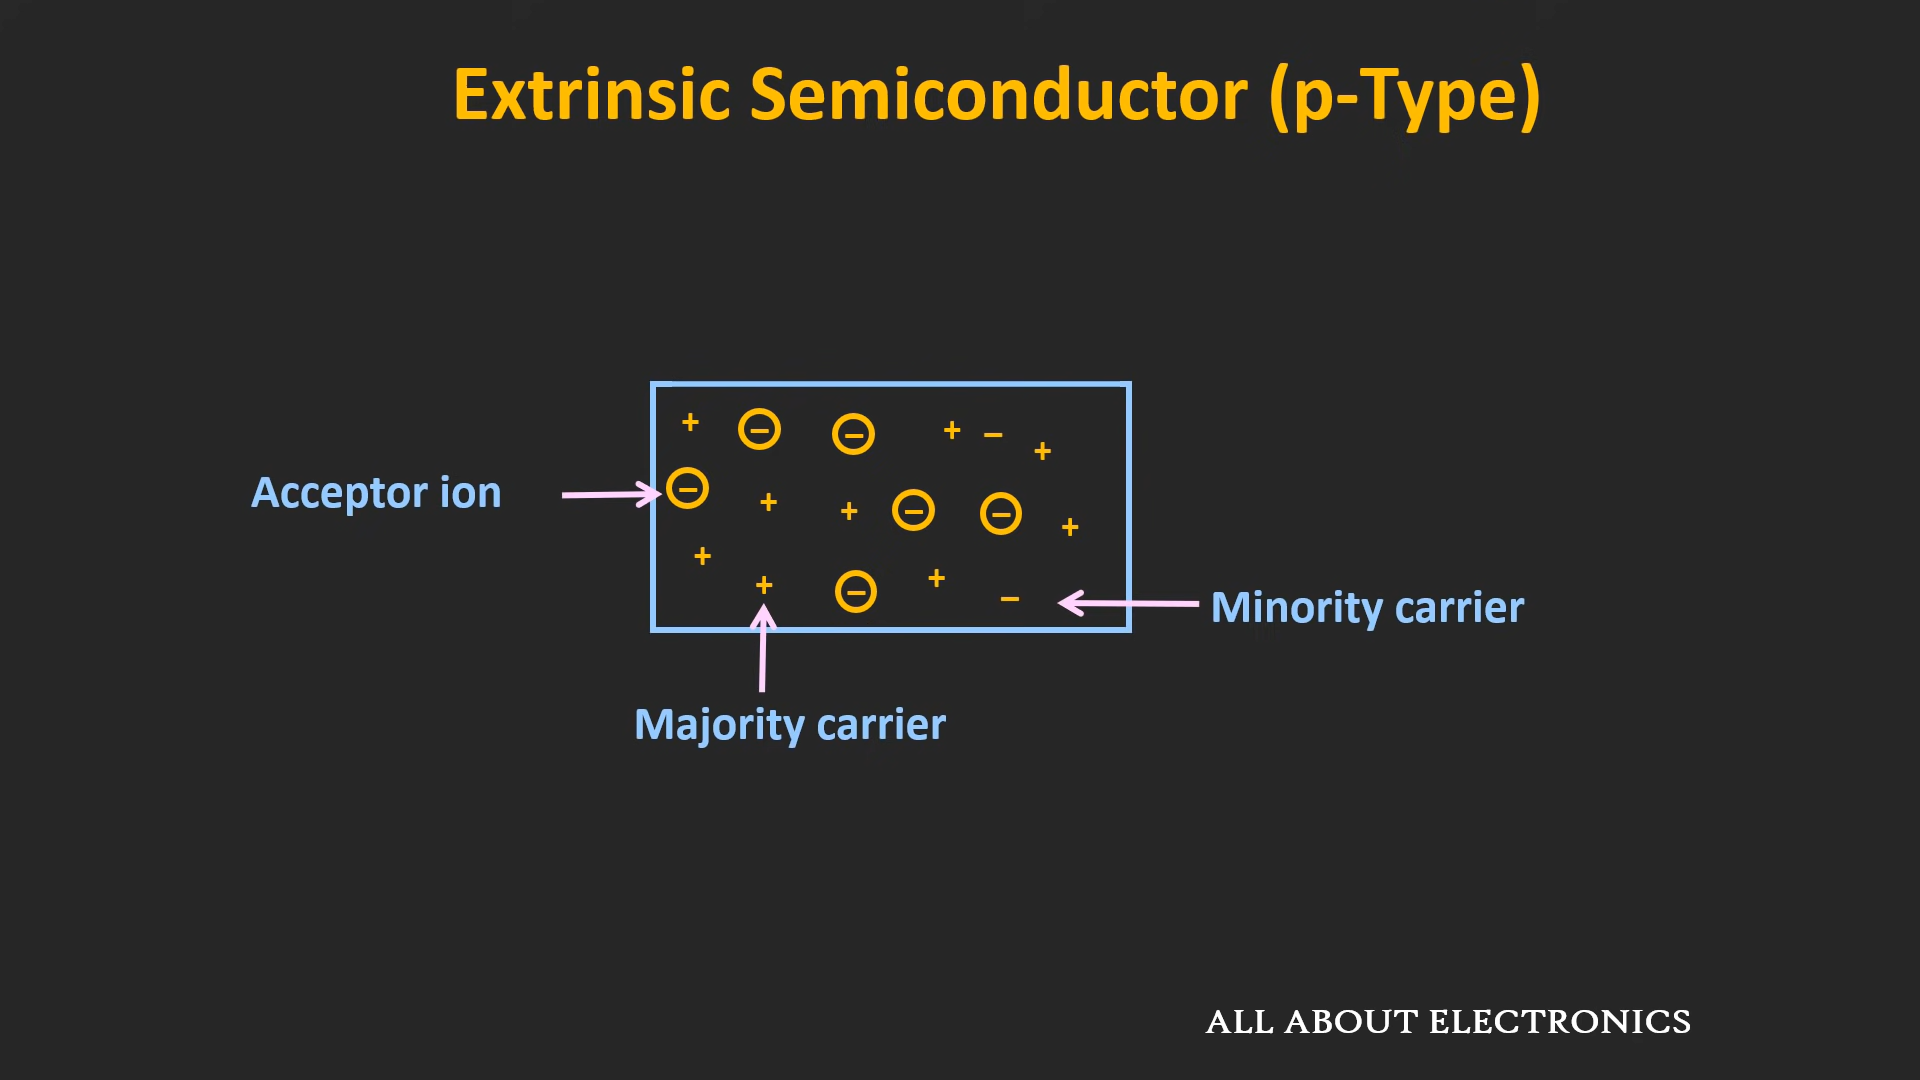 Extrinsic Semiconductor (p-Type)
+ − − + − +
Acceptor ion
− + + − − +
+ + − + −
Minority carrier
Majority carrier
ALL ABOUT ELECTRONICS